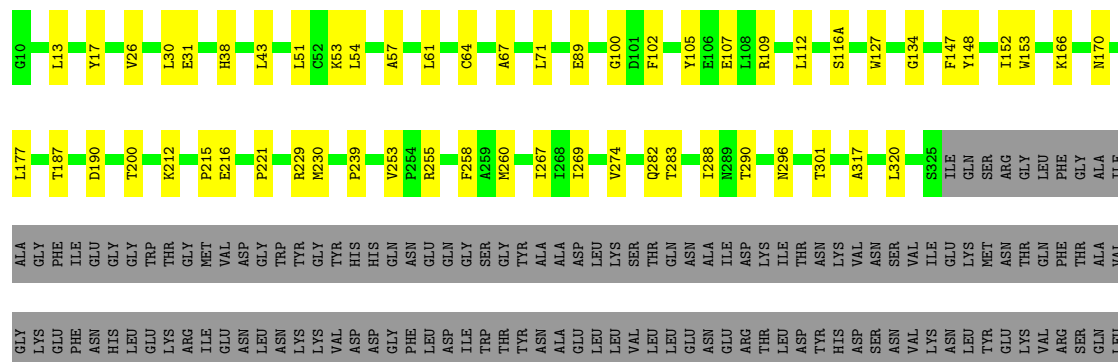 G10 L13 Y17 V26 L30 E31 H38 L43 L51 C52 K53 L54 A57 L61 C64 A67 L71 E89 G100 D101 F102 Y105 E106 E107 L108 R109 L112 S116A W127 G134 F147 Y148 I152 W153 K166 N170
L177 T187 D190 T200 K212 P215 E216 P221 R229 M230 P239 V253 P254 R255 F258 A259 M260 I267 I268 I269 V274 Q282 T283 I288 N289 T290 N296 T301 A317 L320 S325 ILE GLN SER ARG GLY LEU PHE GLY ALA ILE
ALA GLY PHE ILE GLU GLY GLY TRP THR GLY MET VAL ASP GLY TRP TYR GLY TYR HIS HIS GLN ASN GLU GLN GLY SER GLY TYR ALA ALA ASP LEU LYS SER THR GLN ASN ALA ILE ASP LYS ILE THR ASN LYS VAL ASN SER VAL ILE GLU LYS MET ASN THR GLN PHE THR ALA VAL
GLY LYS GLU PHE ASN HIS LEU GLU LYS ARG ILE GLU ASN LEU ASN LYS LYS VAL ASP ASP GLY PHE LEU ASP ILE TRP THR TYR ASN ALA GLU LEU LEU VAL LEU LEU GLU ASN GLU ARG THR LEU ASP TYR HIS ASP SER ASN VAL LYS ASN LEU TYR GLU LYS VAL ARG SER GLN LEU